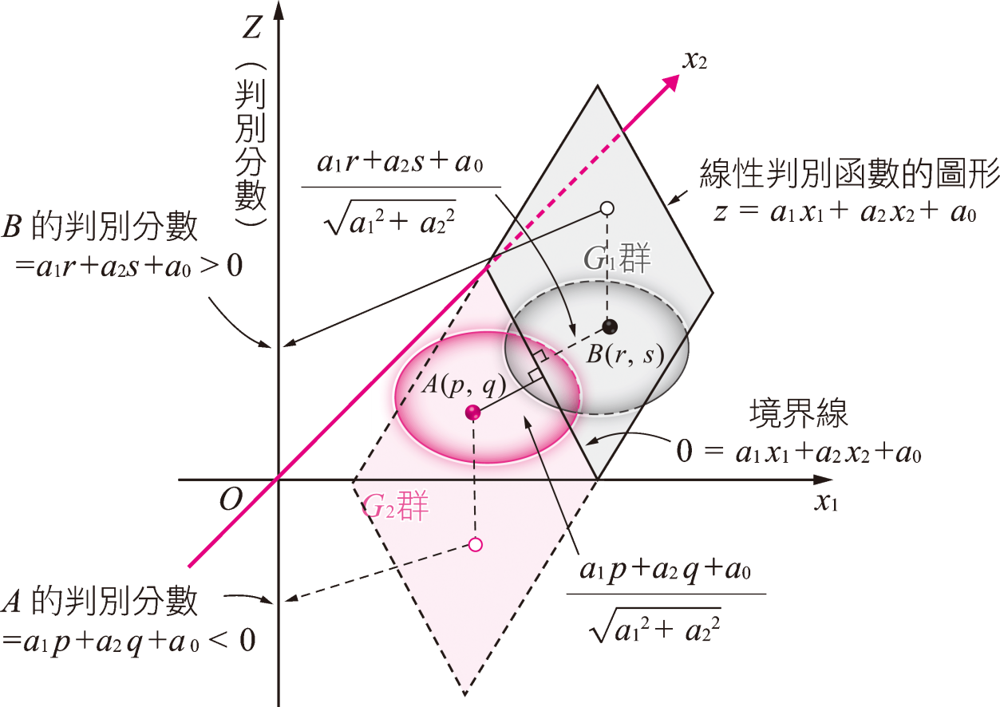 Z
(判別分數)
x₂
a₁r+a₂s+a₀
√(a₁²+a₂²)
線性判別函數的圖形
z = a₁x₁+ a₂x₂+ a₀
B 的判別分數
=a₁r+a₂s+a₀ > 0
G₁群
B(r, s)
A(p, q)
境界線
0 = a₁x₁+a₂x₂+a₀
O
x₁
G₂群
A 的判別分數
=a₁p+a₂q+a₀ < 0
a₁p+a₂q+a₀
√(a₁²+ a₂²)